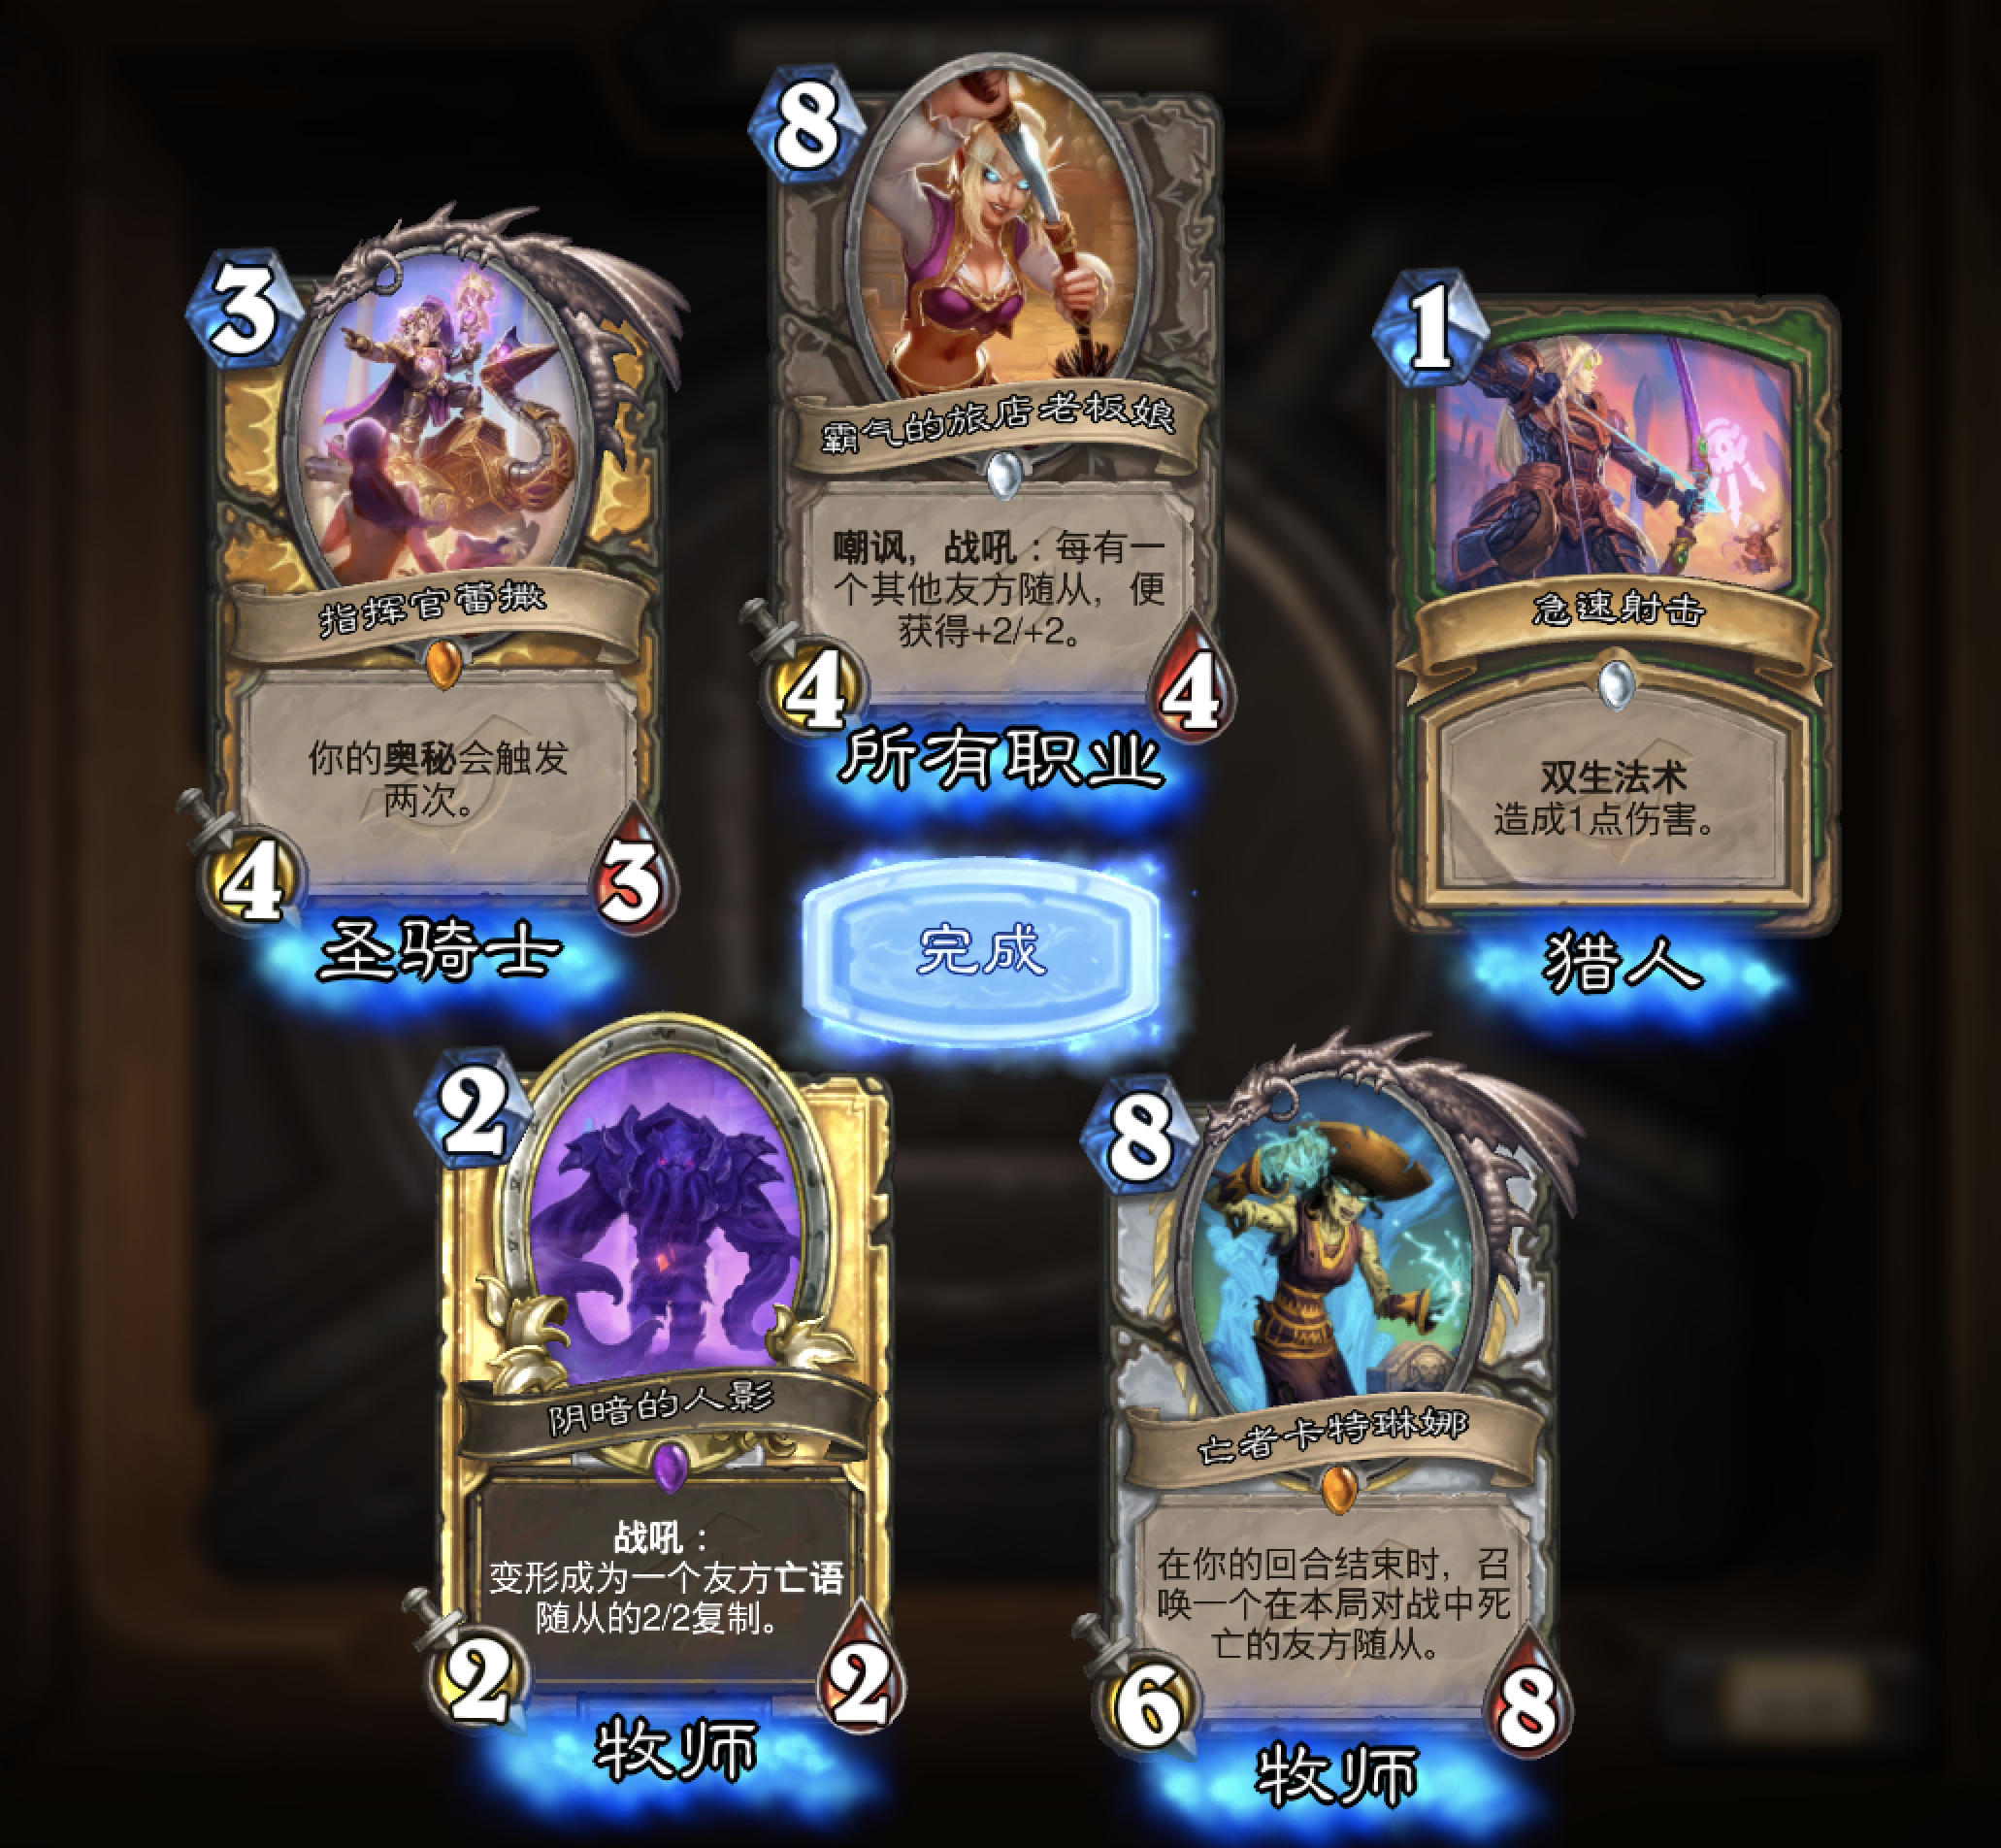 8
霸气的旅店老板娘
嘲讽，战吼：每有一
个其他友方随从，便
获得+2/+2。
4
4
所有职业
3
指挥官蕾撒
你的奥秘会触发
两次。
4
3
圣骑士
1
急速射击
双生法术
造成1点伤害。
猎人
完成
2
阴暗的人影
战吼：
变形成为一个友方亡语
随从的2/2复制。
2
2
牧师
8
亡者卡特琳娜
在你的回合结束时，召
唤一个在本局对战中死
亡的友方随从。
6
8
牧师